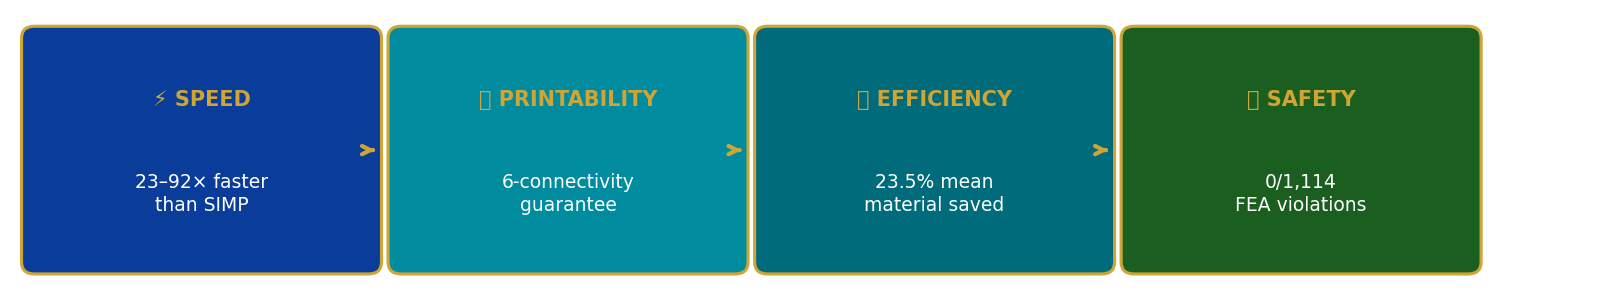 ⚡ SPEED
23–92× faster
than SIMP
PRINTABILITY
6-connectivity
guarantee
EFFICIENCY
23.5% mean
material saved
SAFETY
0/1,114
FEA violations